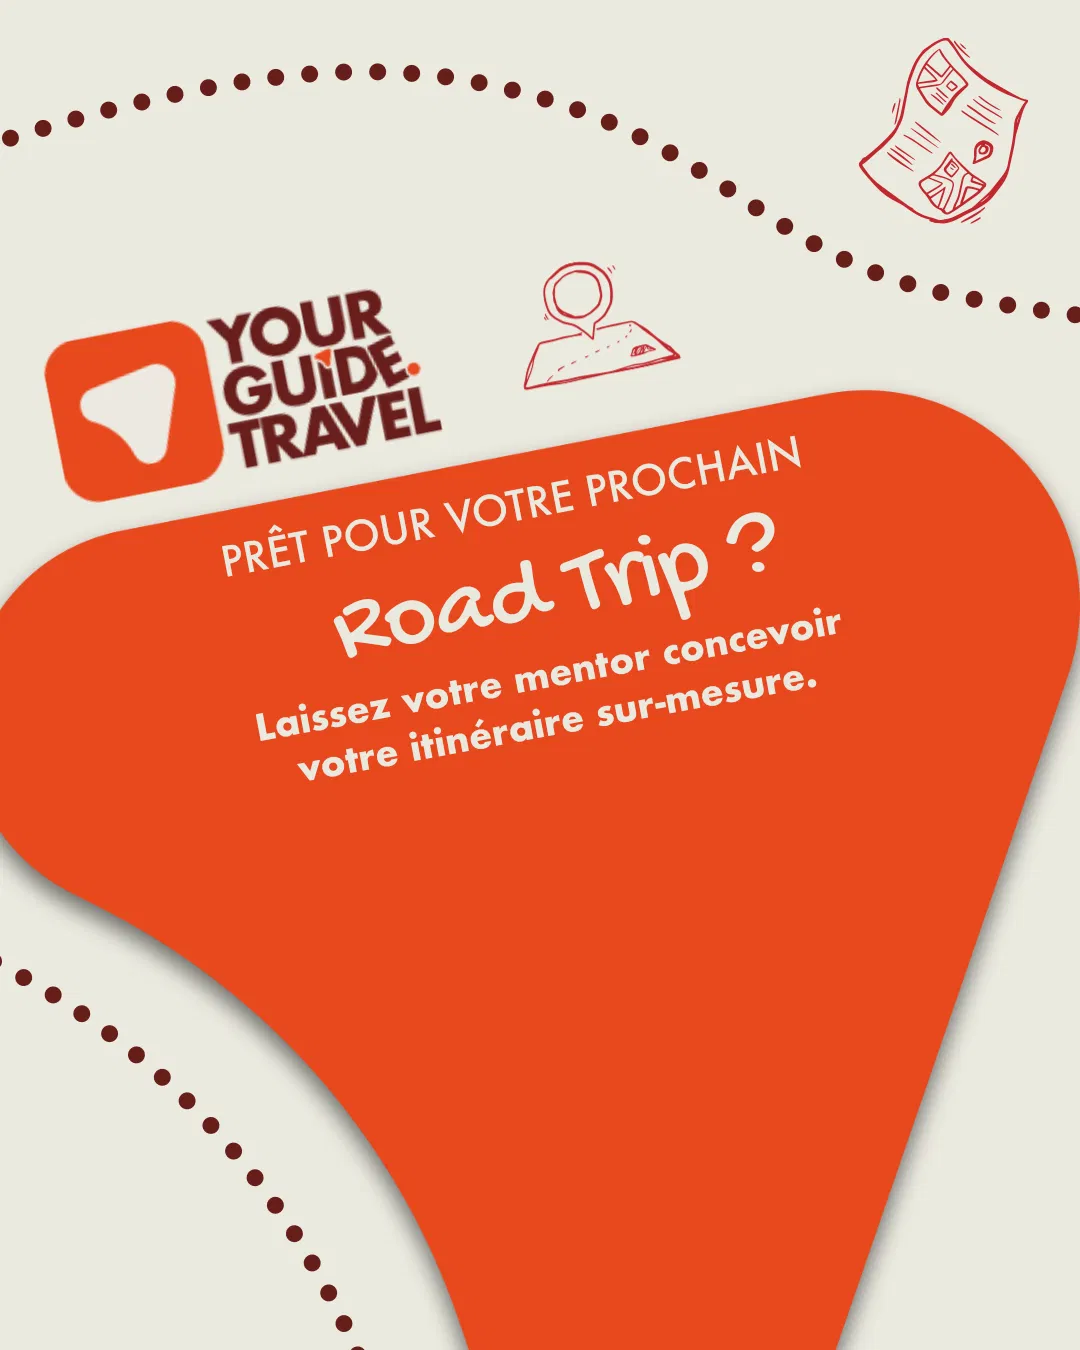 YOUR
GUiDE.
TRAVEL
PRÊT POUR VOTRE PROCHAIN
Road Trip ?
Laissez votre mentor concevoir
votre itinéraire sur-mesure.